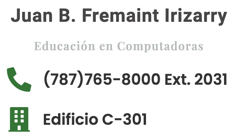 Juan B. Fremaint Irizarry
Educación en Computadoras
(787)765-8000 Ext. 2031
Edificio C-301